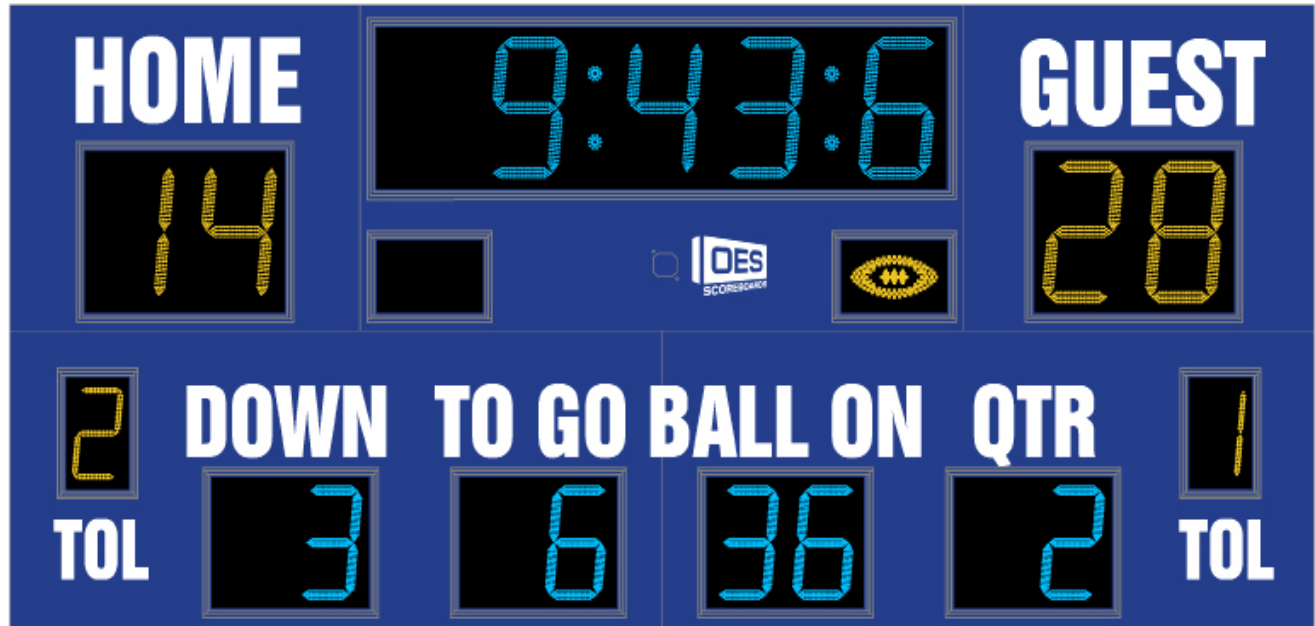 HOME
9:43:6
GUEST
14
28
OES
SCOREBOARDS
2
DOWN
TO GO
BALL ON
QTR
1
3
6
36
2
TOL
TOL